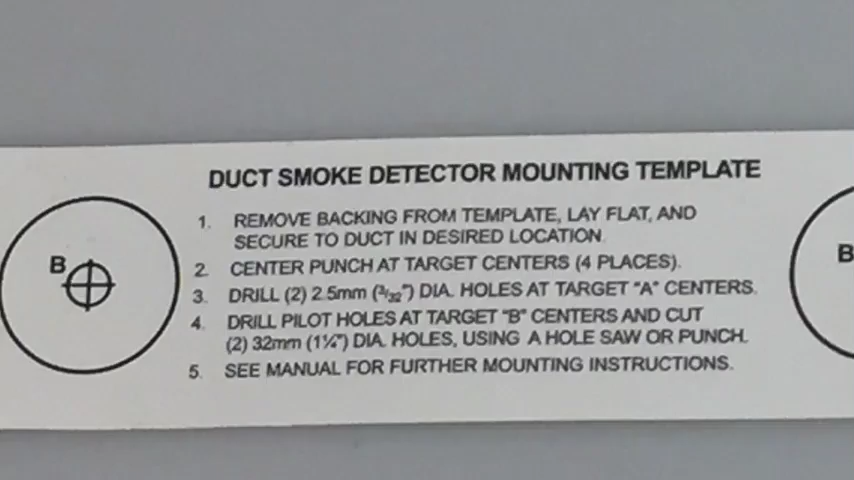 DUCT SMOKE DETECTOR MOUNTING TEMPLATE
1. REMOVE BACKING FROM TEMPLATE, LAY FLAT, AND
SECURE TO DUCT IN DESIRED LOCATION.
2. CENTER PUNCH AT TARGET CENTERS (4 PLACES).
3. DRILL (2) 2.5mm (3/32") DIA. HOLES AT TARGET "A" CENTERS.
4. DRILL PILOT HOLES AT TARGET "B" CENTERS AND CUT
(2) 32mm (1¼") DIA. HOLES, USING A HOLE SAW OR PUNCH.
5. SEE MANUAL FOR FURTHER MOUNTING INSTRUCTIONS.
B
B